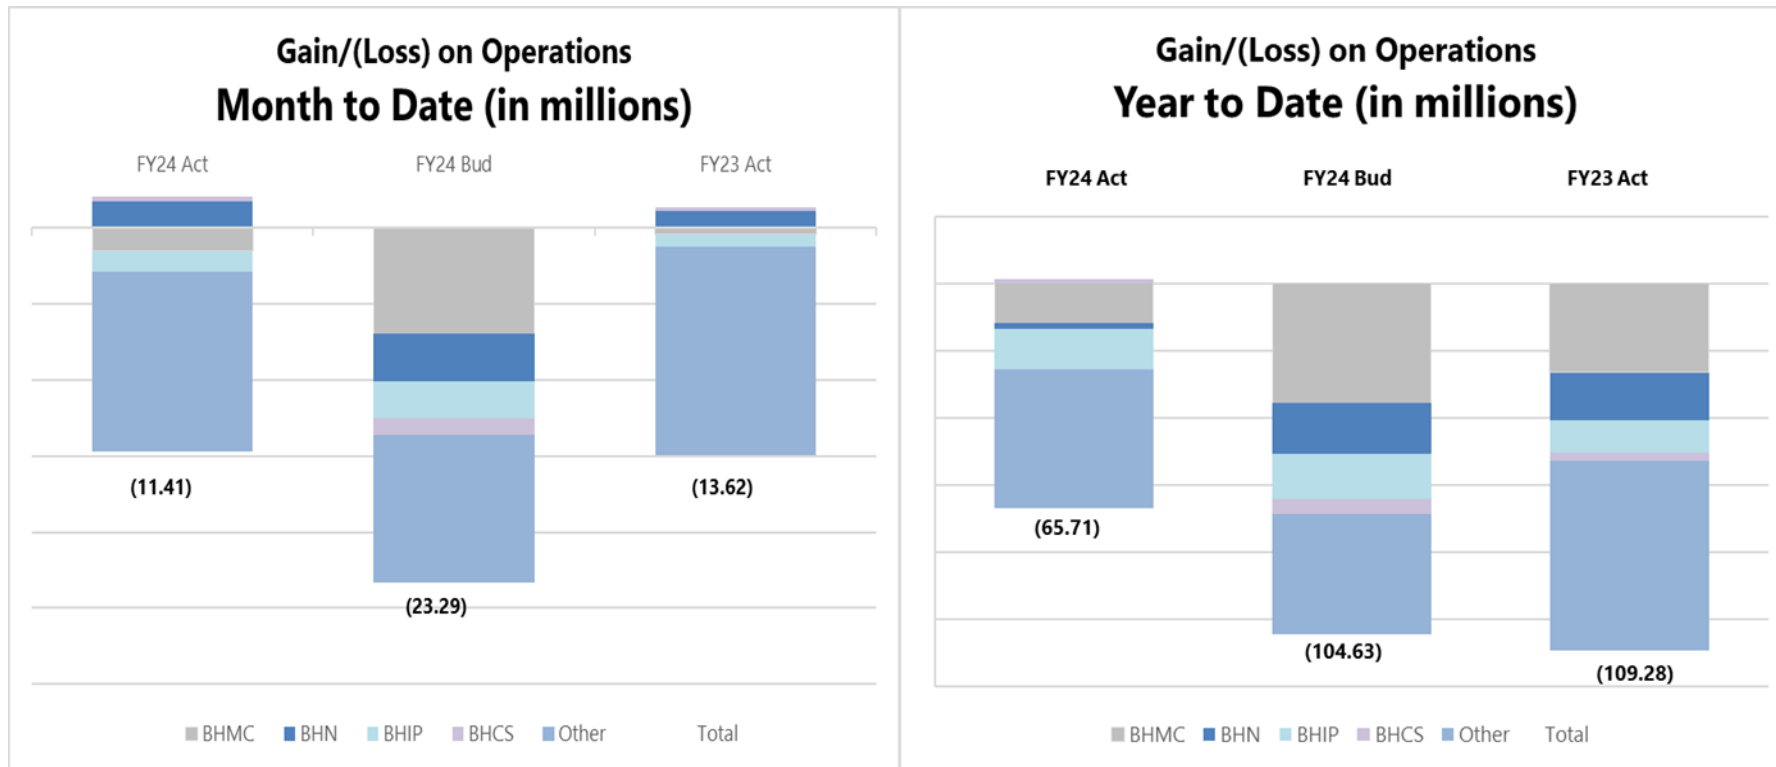 Gain/(Loss) on Operations
Month to Date (in millions)
FY24 Act FY24 Bud FY23 Act
(11.41)
(23.29)
(13.62)
BHMC BHN BHIP BHCS Other Total
Gain/(Loss) on Operations
Year to Date (in millions)
FY24 Act FY24 Bud FY23 Act
(65.71)
(104.63)
(109.28)
BHMC BHN BHIP BHCS Other Total